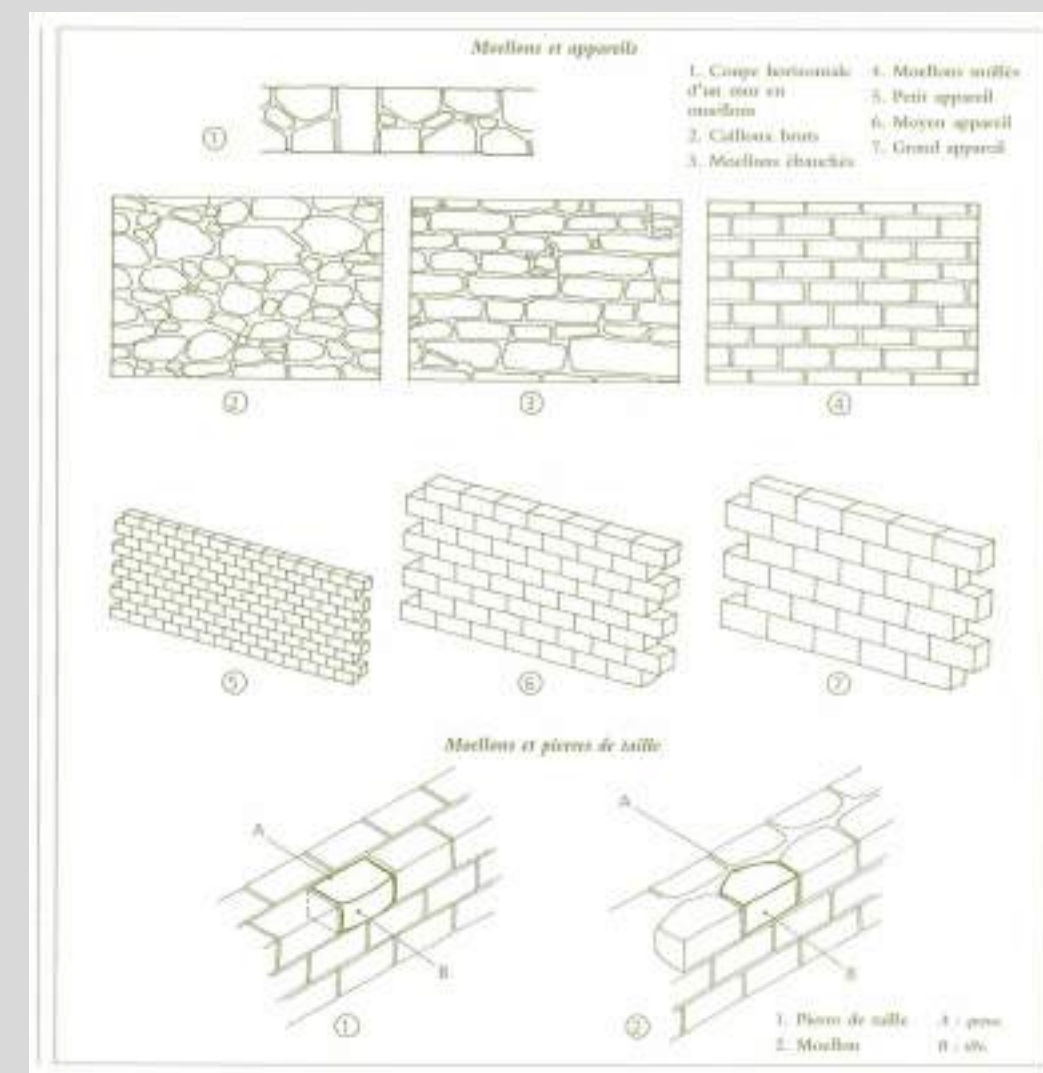 Moellons et appareils
1. Coupe horizontale
d'un mur en
moellons
2. Cailloux bruts
3. Moellons ébauchés
4. Moellons smillés
5. Petit appareil
6. Moyen appareil
7. Grand appareil
1
2
3
4
5
6
7
Moellons et pierres de taille
A
B
1
A
B
2
1. Pierre de taille
2. Moellon
A :
B : tête